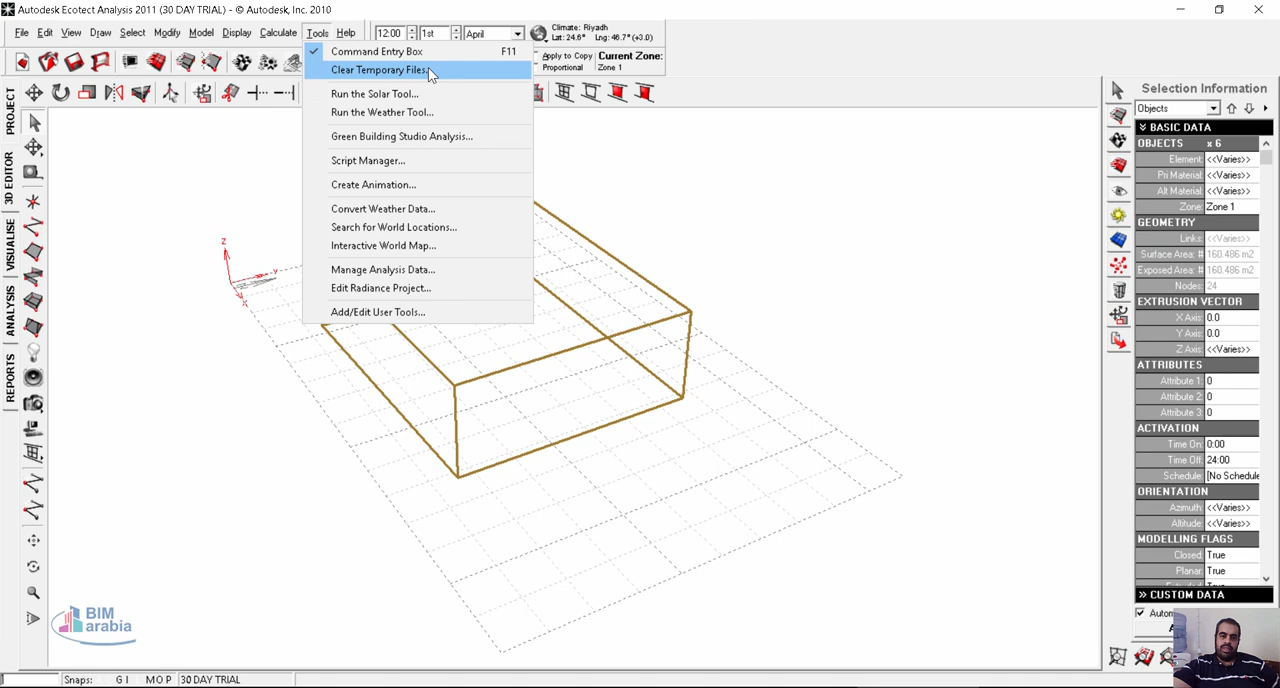 Autodesk Ecotect Analysis 2011 (30 DAY TRIAL) - © Autodesk, Inc. 2010
File Edit View Draw Select Modify Model Display Calculate Tools Help
12:00 1st April
Climate: Riyadh
Lat: 24.6° Lng: 46.7° (+3.0)
Apply to Copy
Proportional
Current Zone:
Zone 1
Command Entry Box F11
Clear Temporary Files...
Run the Solar Tool...
Run the Weather Tool...
Green Building Studio Analysis...
Script Manager...
Create Animation...
Convert Weather Data...
Search for World Locations...
Interactive World Map...
Manage Analysis Data...
Edit Radiance Project...
Add/Edit User Tools...
PROJECT
3D EDITOR
VISUALISE
ANALYSIS
REPORTS
Z
Y
X
BIM
arabia
Selection Information
Objects
BASIC DATA
OBJECTS x 6
Element: <<Varies>>
Pri Material: <<Varies>>
Alt Material: <<Varies>>
Zone: Zone 1
GEOMETRY
Links: <<Varies>>
Surface Area: # 160.486 m2
Exposed Area: # 160.486 m2
Nodes: 24
EXTRUSION VECTOR
X Axis: 0.0
Y Axis: 0.0
Z Axis: <<Varies>>
ATTRIBUTES
Attribute 1: 0
Attribute 2: 0
Attribute 3: 0
ACTIVATION
Time On: 0:00
Time Off: 24:00
Schedule: [No Schedule
ORIENTATION
Azimuth: <<Varies>>
Altitude: <<Varies>>
MODELLING FLAGS
Closed: True
Planar: True
CUSTOM DATA
Autom
Snaps: G I M O P 30 DAY TRIAL